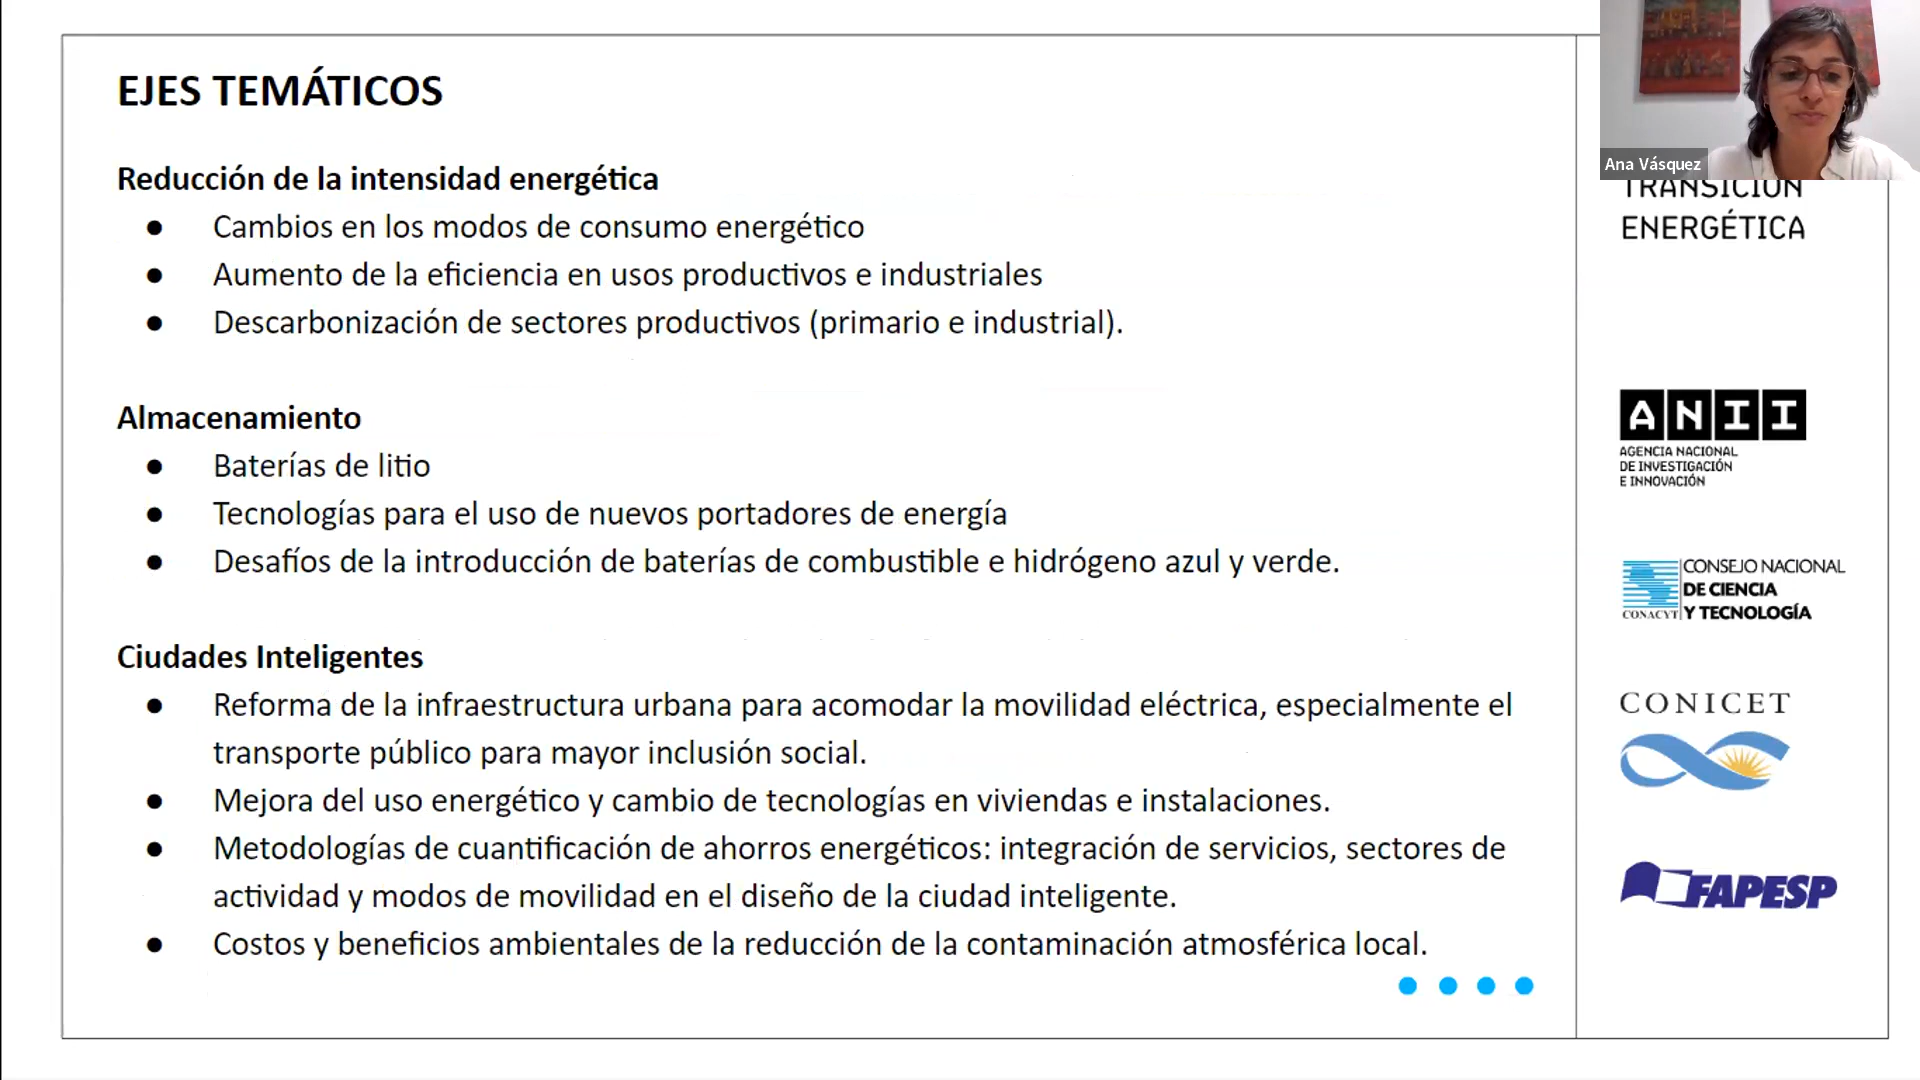 EJES TEMÁTICOS
Reducción de la intensidad energética
● Cambios en los modos de consumo energético
● Aumento de la eficiencia en usos productivos e industriales
● Descarbonización de sectores productivos (primario e industrial).
Almacenamiento
● Baterías de litio
● Tecnologías para el uso de nuevos portadores de energía
● Desafíos de la introducción de baterías de combustible e hidrógeno azul y verde.
Ciudades Inteligentes
● Reforma de la infraestructura urbana para acomodar la movilidad eléctrica, especialmente el
transporte público para mayor inclusión social.
● Mejora del uso energético y cambio de tecnologías en viviendas e instalaciones.
● Metodologías de cuantificación de ahorros energéticos: integración de servicios, sectores de
actividad y modos de movilidad en el diseño de la ciudad inteligente.
● Costos y beneficios ambientales de la reducción de la contaminación atmosférica local.
Ana Vásquez
TRANSICIÓN
ENERGÉTICA
ANII
AGENCIA NACIONAL
DE INVESTIGACIÓN
E INNOVACIÓN
CONSEJO NACIONAL
DE CIENCIA
CONACYT Y TECNOLOGÍA
CONICET
FAPESP